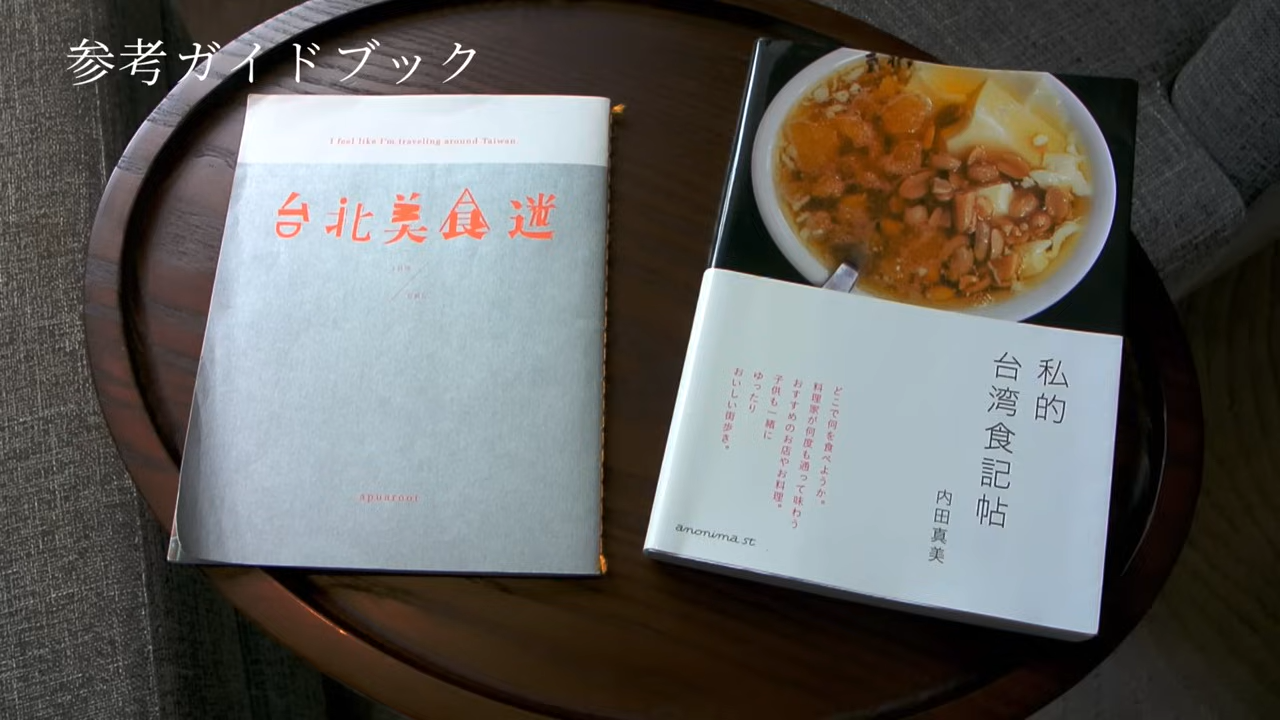 参考ガイドブック
I feel like I'm traveling around Taiwan.
台北美食迷
apuaroot
私的
台湾食記帖
内田真美
どこで何を食べようか。
料理家が何度も通って味わう
おすすめのお店やお料理。
子供も一緒に
ゆったり
おいしい街歩き。
anonima st.